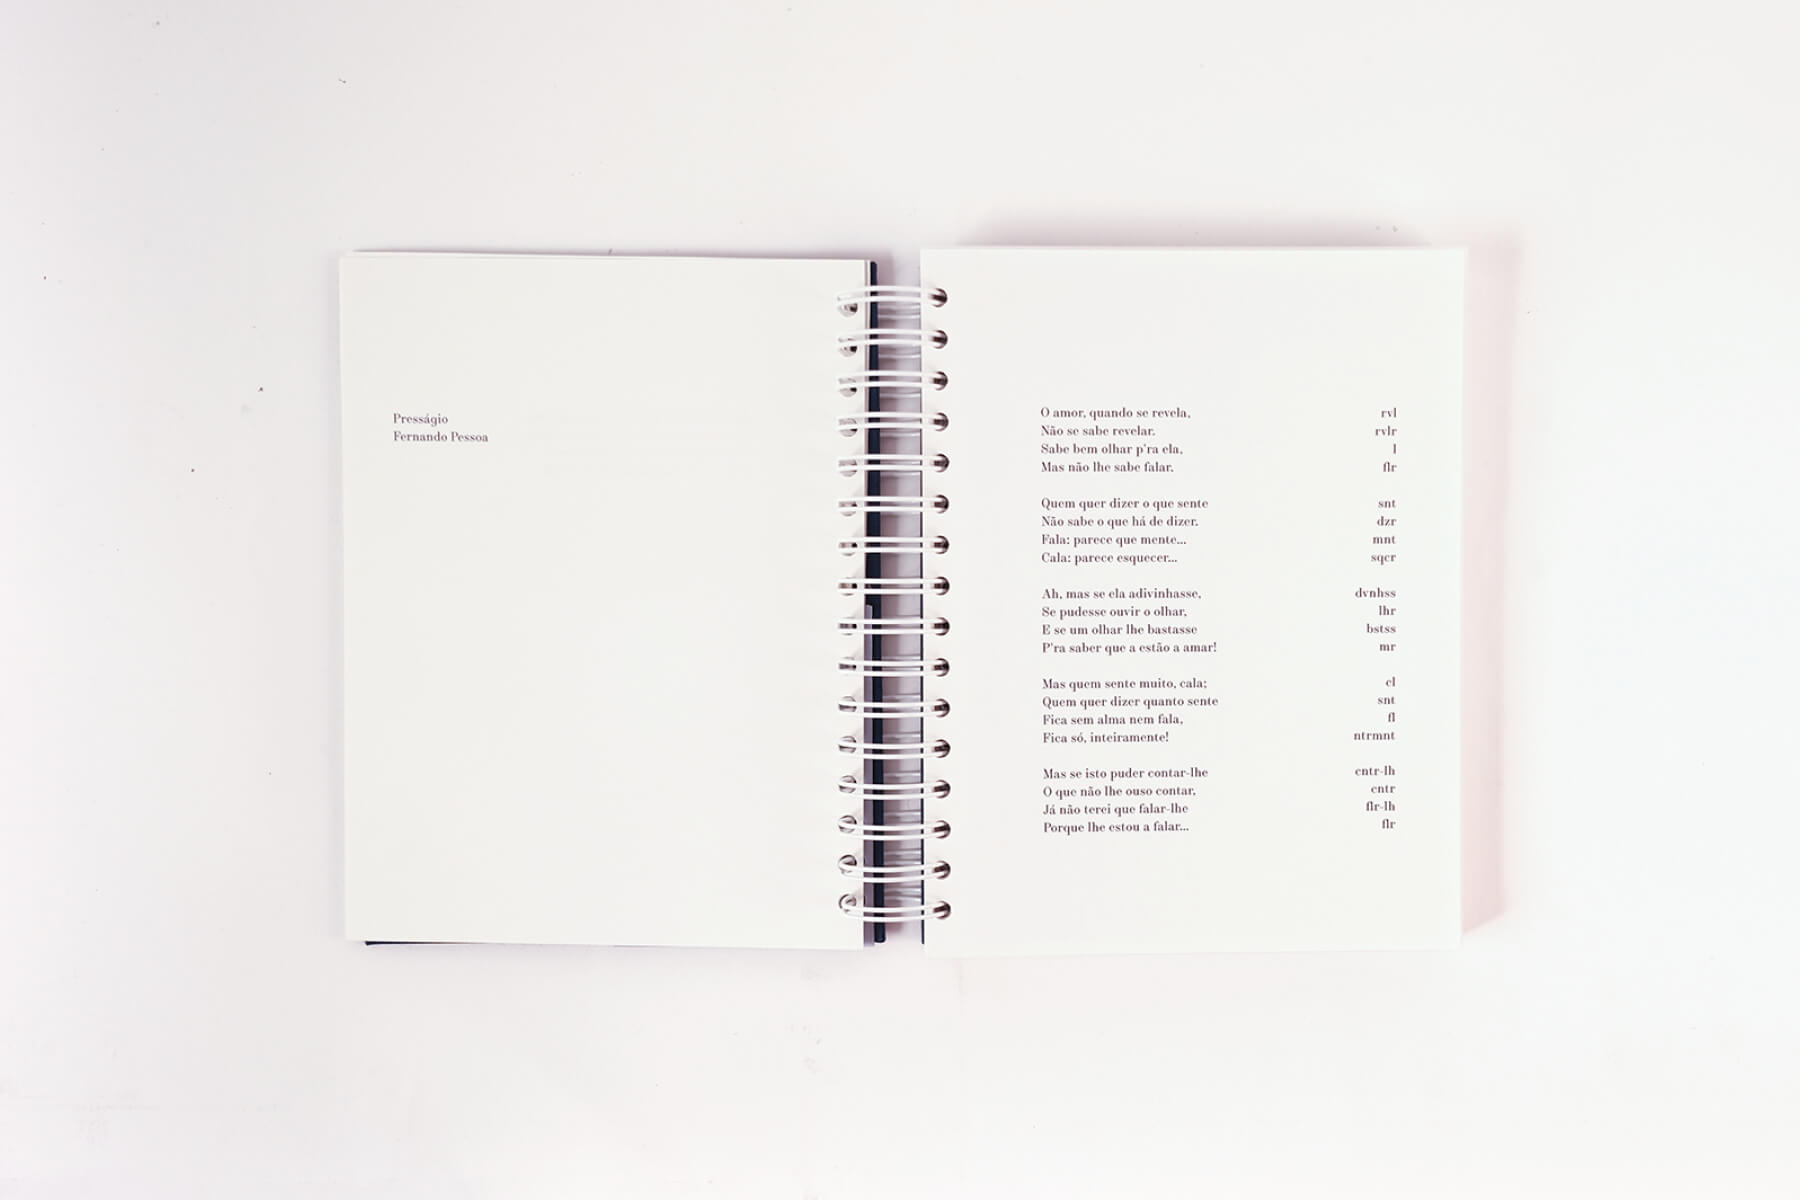 Presságio
Fernando Pessoa
O amor, quando se revela, rvl
Não se sabe revelar. rvlr
Sabe bem olhar p'ra ela, l
Mas não lhe sabe falar. flr
Quem quer dizer o que sente snt
Não sabe o que há de dizer. dzr
Fala: parece que mente... mnt
Cala: parece esquecer... sqcr
Ah, mas se ela adivinhasse, dvnhss
Se pudesse ouvir o olhar, lhr
E se um olhar lhe bastasse bstss
P'ra saber que a estão a amar! mr
Mas quem sente muito, cala; cl
Quem quer dizer quanto sente snt
Fica sem alma nem fala, fl
Fica só, inteiramente! ntrmnt
Mas se isto puder contar-lhe cntr-lh
O que não lhe ouso contar, cntr
Já não terei que falar-lhe flr-lh
Porque lhe estou a falar... flr